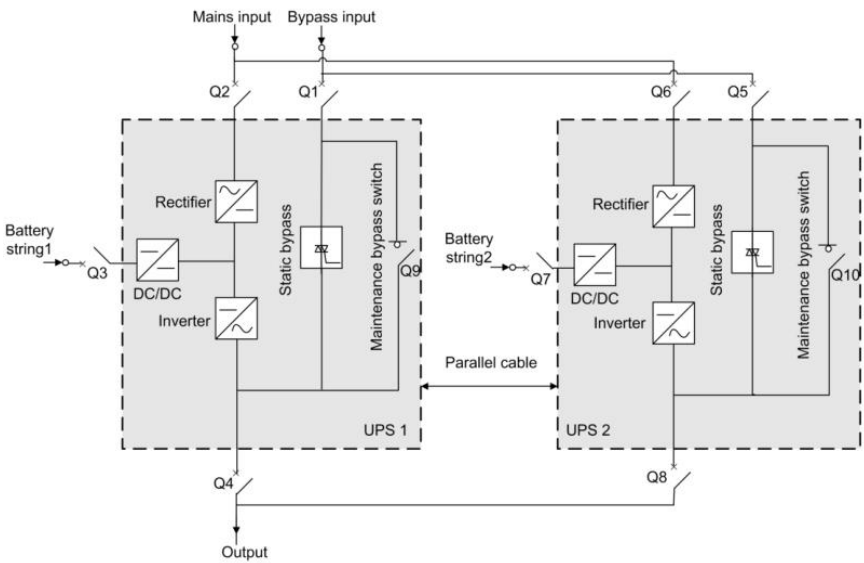 Mains input
Bypass input
Q2
Q1
Q6
Q5
Rectifier
Static bypass
Maintenance bypass switch
Battery
string1
Q3
DC/DC
Q9
Inverter
UPS 1
Parallel cable
Rectifier
Static bypass
Maintenance bypass switch
Battery
string2
Q7
DC/DC
Q10
Inverter
UPS 2
Q4
Q8
Output